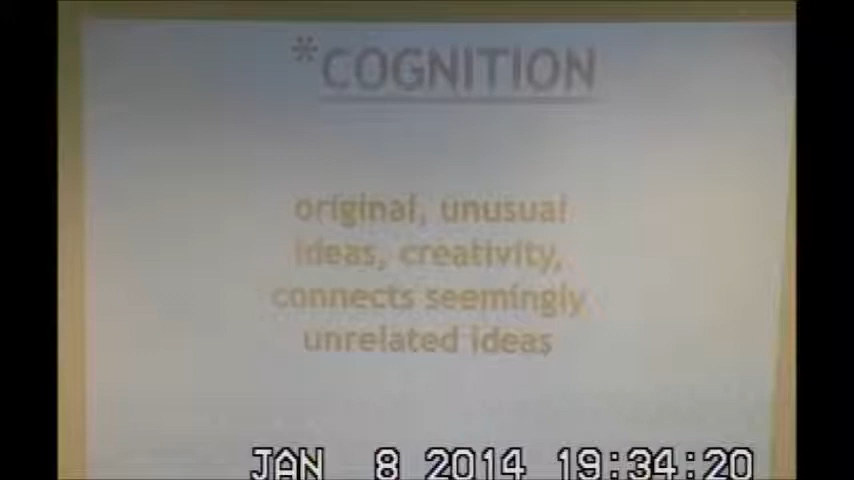 *COGNITION
original, unusual
ideas, creativity,
connects seemingly
unrelated ideas
JAN 8 2014 19:34:20